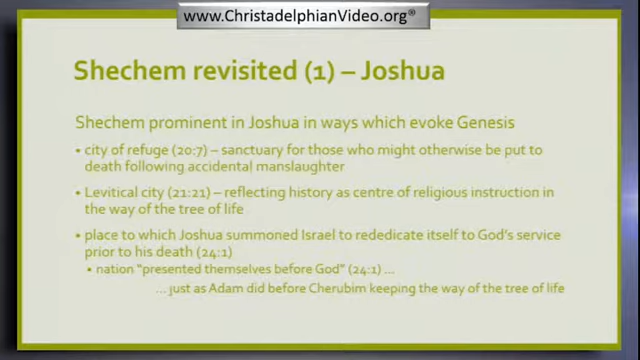 www.ChristadelphianVideo.org®
Shechem revisited (1) – Joshua
Shechem prominent in Joshua in ways which evoke Genesis
• city of refuge (20:7) – sanctuary for those who might otherwise be put to
death following accidental manslaughter
• Levitical city (21:21) – reflecting history as centre of religious instruction in
the way of the tree of life
• place to which Joshua summoned Israel to rededicate itself to God's service
prior to his death (24:1)
• nation "presented themselves before God" (24:1) ...
... just as Adam did before Cherubim keeping the way of the tree of life